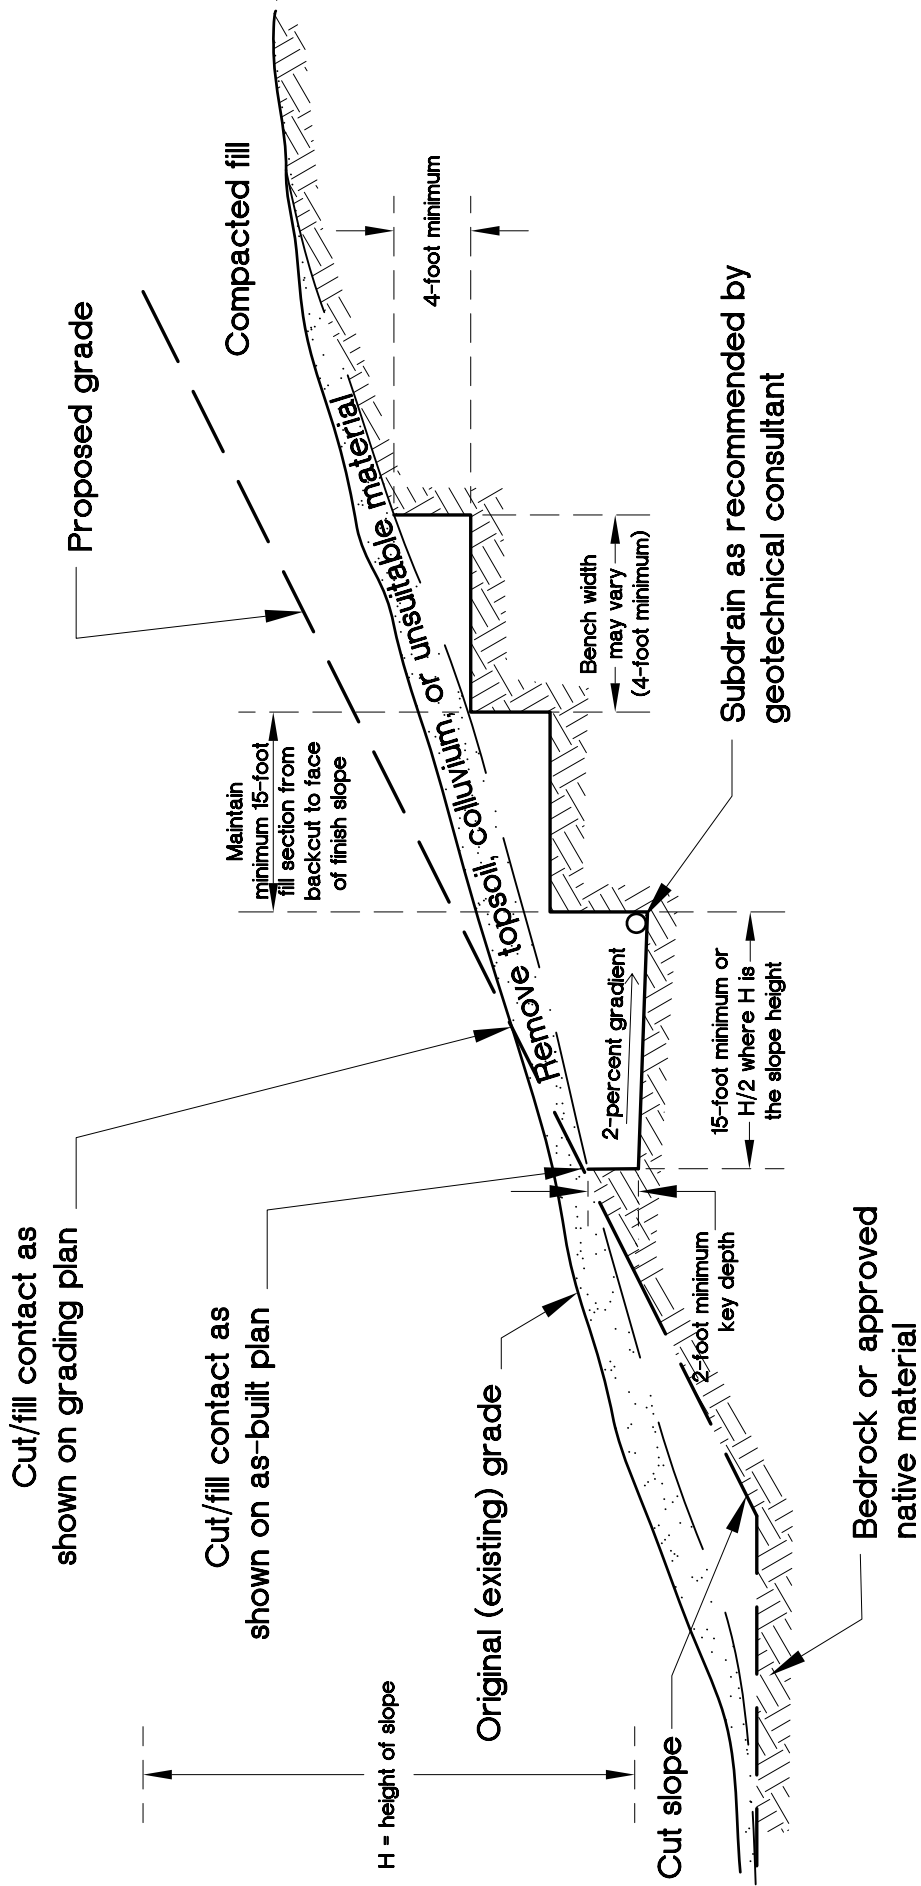 Cut/fill contact as
shown on grading plan
Cut/fill contact as
shown on as-built plan
Original (existing) grade
H = height of slope
Proposed grade
Compacted fill
Maintain
minimum 15-foot
fill section from
backcut to face
of finish slope
Remove topsoil, colluvium, or unsuitable material
4-foot minimum
Bench width
may vary
(4-foot minimum)
2-percent gradient
Subdrain as recommended by
geotechnical consultant
15-foot minimum or
H/2 where H is
the slope height
2-foot minimum
key depth
Cut slope
Bedrock or approved
native material